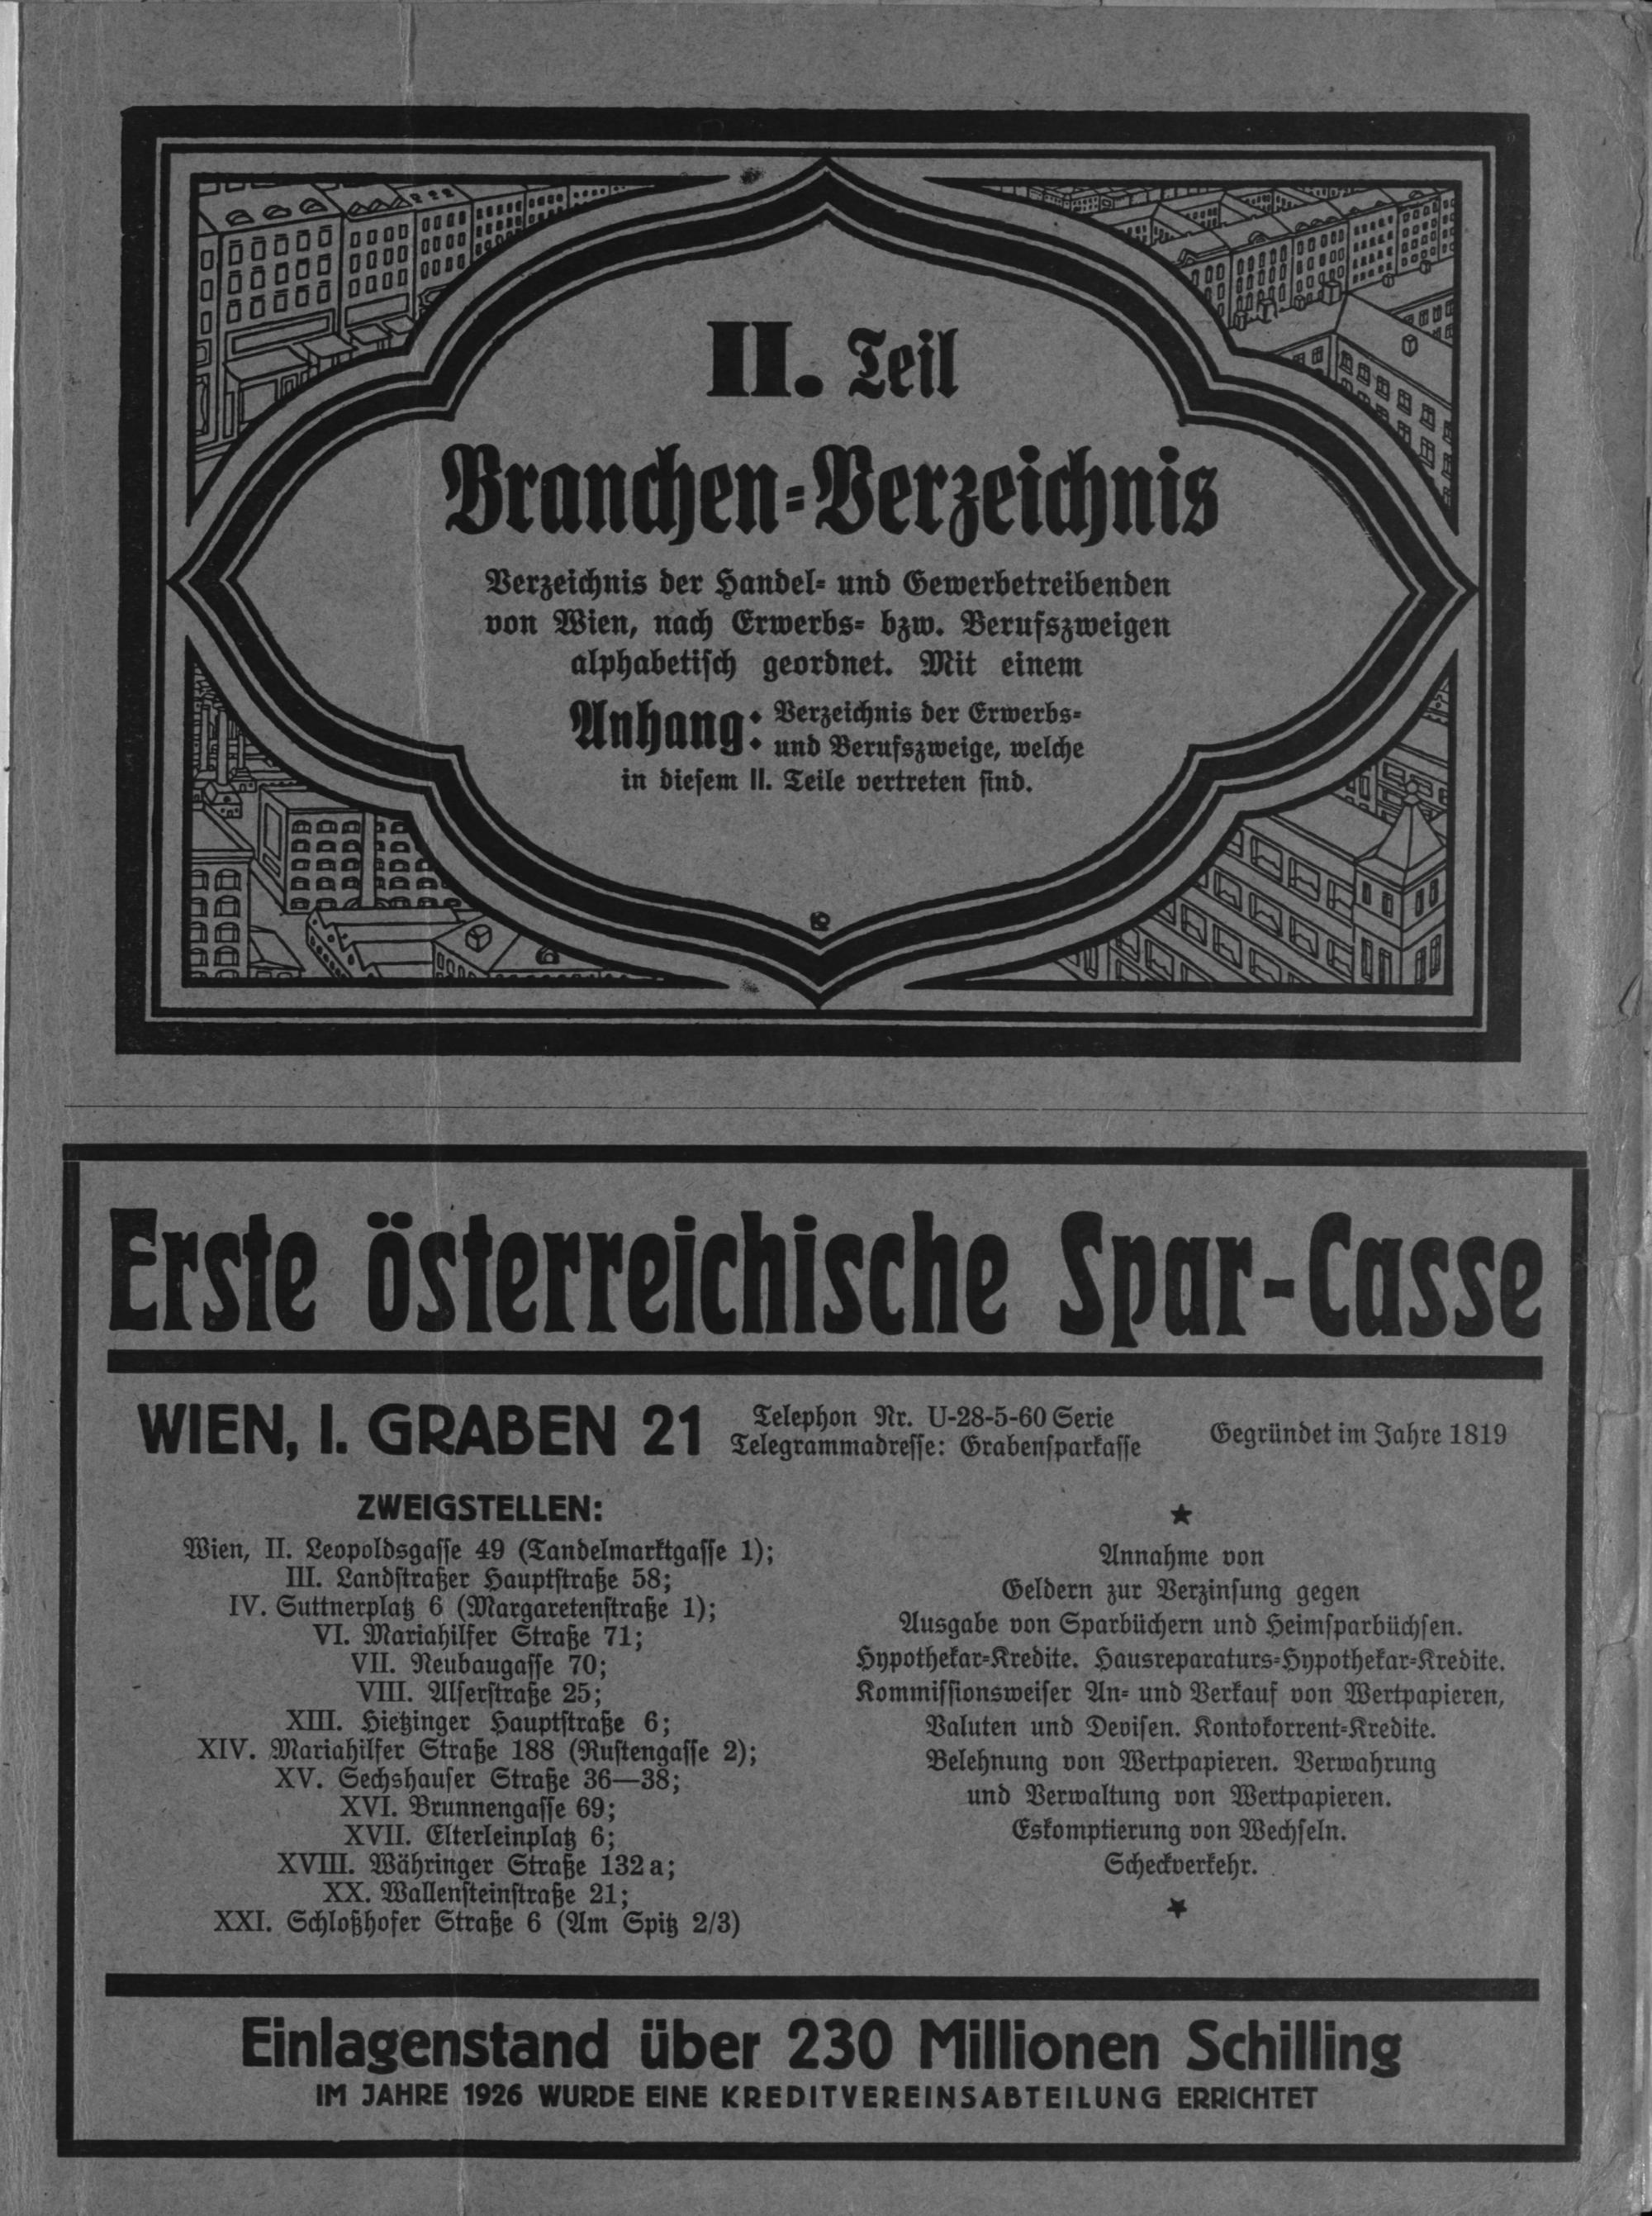 II. Teil
Branchen-Verzeichnis
Verzeichnis der Handel- und Gewerbetreibenden
von Wien, nach Erwerbs- bzw. Berufszweigen
alphabetisch geordnet. Mit einem
Anhang: Verzeichnis der Erwerbs-
und Berufszweige, welche
in diesem II. Teile vertreten sind.
Erste österreichische Spar-Casse
WIEN, I. GRABEN 21
Telephon Nr. U-28-5-60 Serie
Telegrammadresse: Grabensparkasse
Gegründet im Jahre 1819
ZWEIGSTELLEN:
Wien, II. Leopoldsgasse 49 (Tandelmarktgasse 1);
III. Landstraßer Hauptstraße 58;
IV. Suttnerplatz 6 (Margaretenstraße 1);
VI. Mariahilfer Straße 71;
VII. Neubaugasse 70;
VIII. Alserstraße 25;
XIII. Hietzinger Hauptstraße 6;
XIV. Mariahilfer Straße 188 (Rustengasse 2);
XV. Sechshauser Straße 36—38;
XVI. Brunnengasse 69;
XVII. Elterleinplatz 6;
XVIII. Währinger Straße 132a;
XX. Wallensteinstraße 21;
XXI. Schloßhofer Straße 6 (Am Spitz 2/3)
Annahme von
Geldern zur Verzinsung gegen
Ausgabe von Sparbüchern und Heimsparbüchsen.
Hypothekar-Kredite. Hausreparaturs-Hypothekar-Kredite.
Kommissionsweiser An- und Verkauf von Wertpapieren,
Valuten und Devisen. Kontokorrent-Kredite.
Belehnung von Wertpapieren. Verwahrung
und Verwaltung von Wertpapieren.
Eskomptierung von Wechseln.
Scheckverkehr.
Einlagenstand über 230 Millionen Schilling
IM JAHRE 1926 WURDE EINE KREDITVEREINSABTEILUNG ERRICHTET